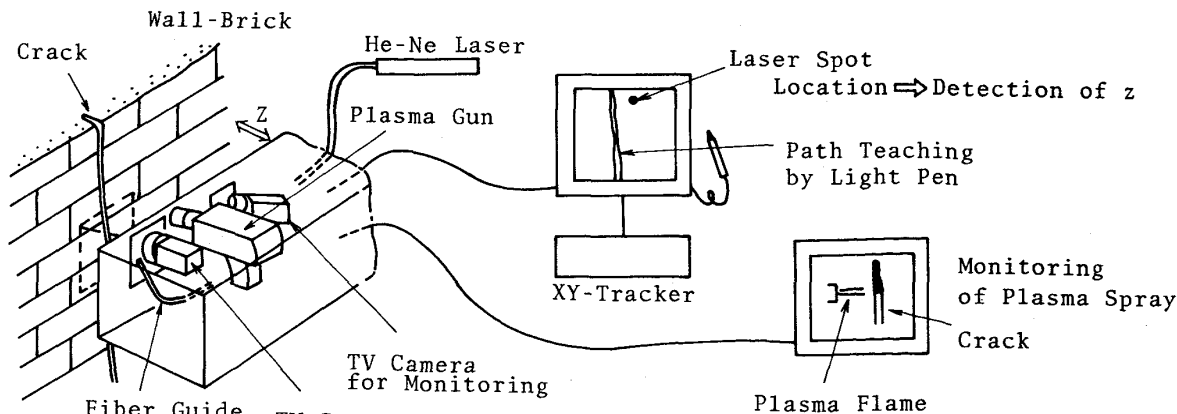 Wall-Brick
Crack
He-Ne Laser
Z
Plasma Gun
Laser Spot
Location ⇒ Detection of z
Path Teaching
by Light Pen
XY-Tracker
Monitoring
of Plasma Spray
Crack
TV Camera
for Monitoring
Fiber Guide
Plasma Flame